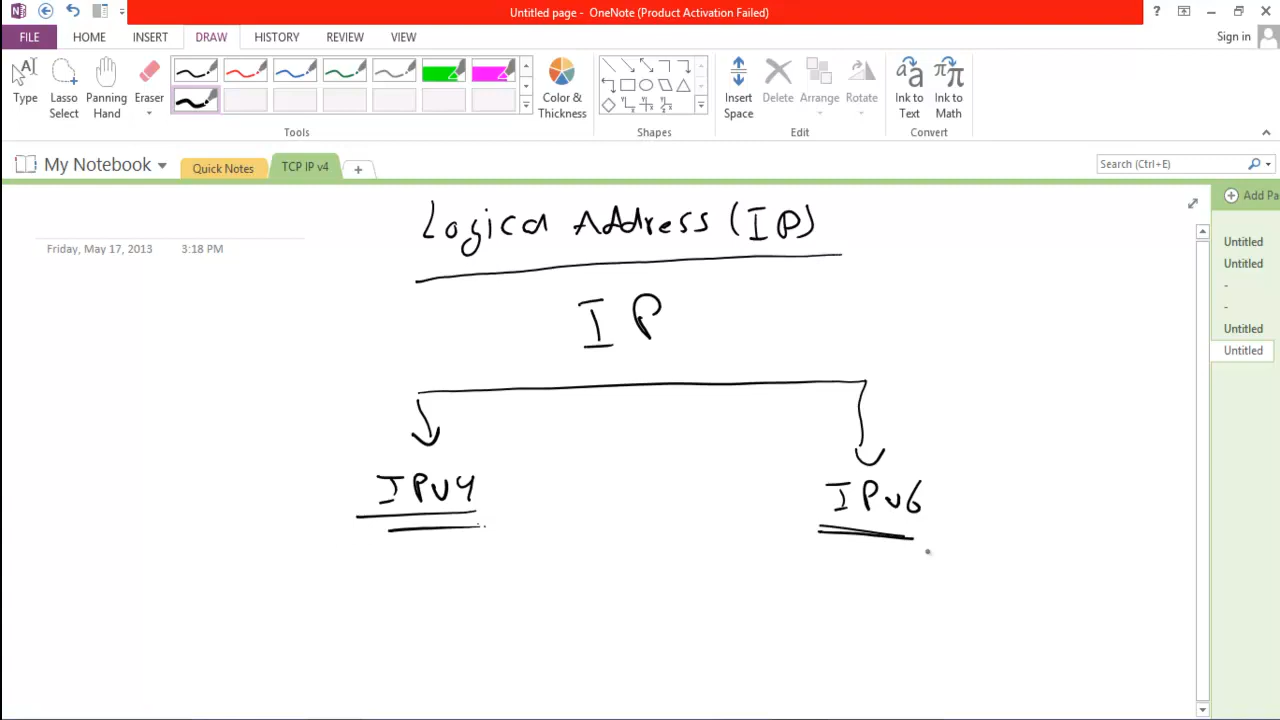 Untitled page - OneNote (Product Activation Failed)
FILE HOME INSERT DRAW HISTORY REVIEW VIEW Sign in
Type Lasso Select Panning Hand Eraser Color & Thickness Insert Space Delete Arrange Rotate Ink to Text Ink to Math
Tools Shapes Edit Convert
My Notebook Quick Notes TCP IP v4 Search (Ctrl+E)
Add Pa
Logical Address (IP)
Friday, May 17, 2013 3:18 PM
Untitled
Untitled
-
-
Untitled
Untitled
IP
IPv4 IPv6